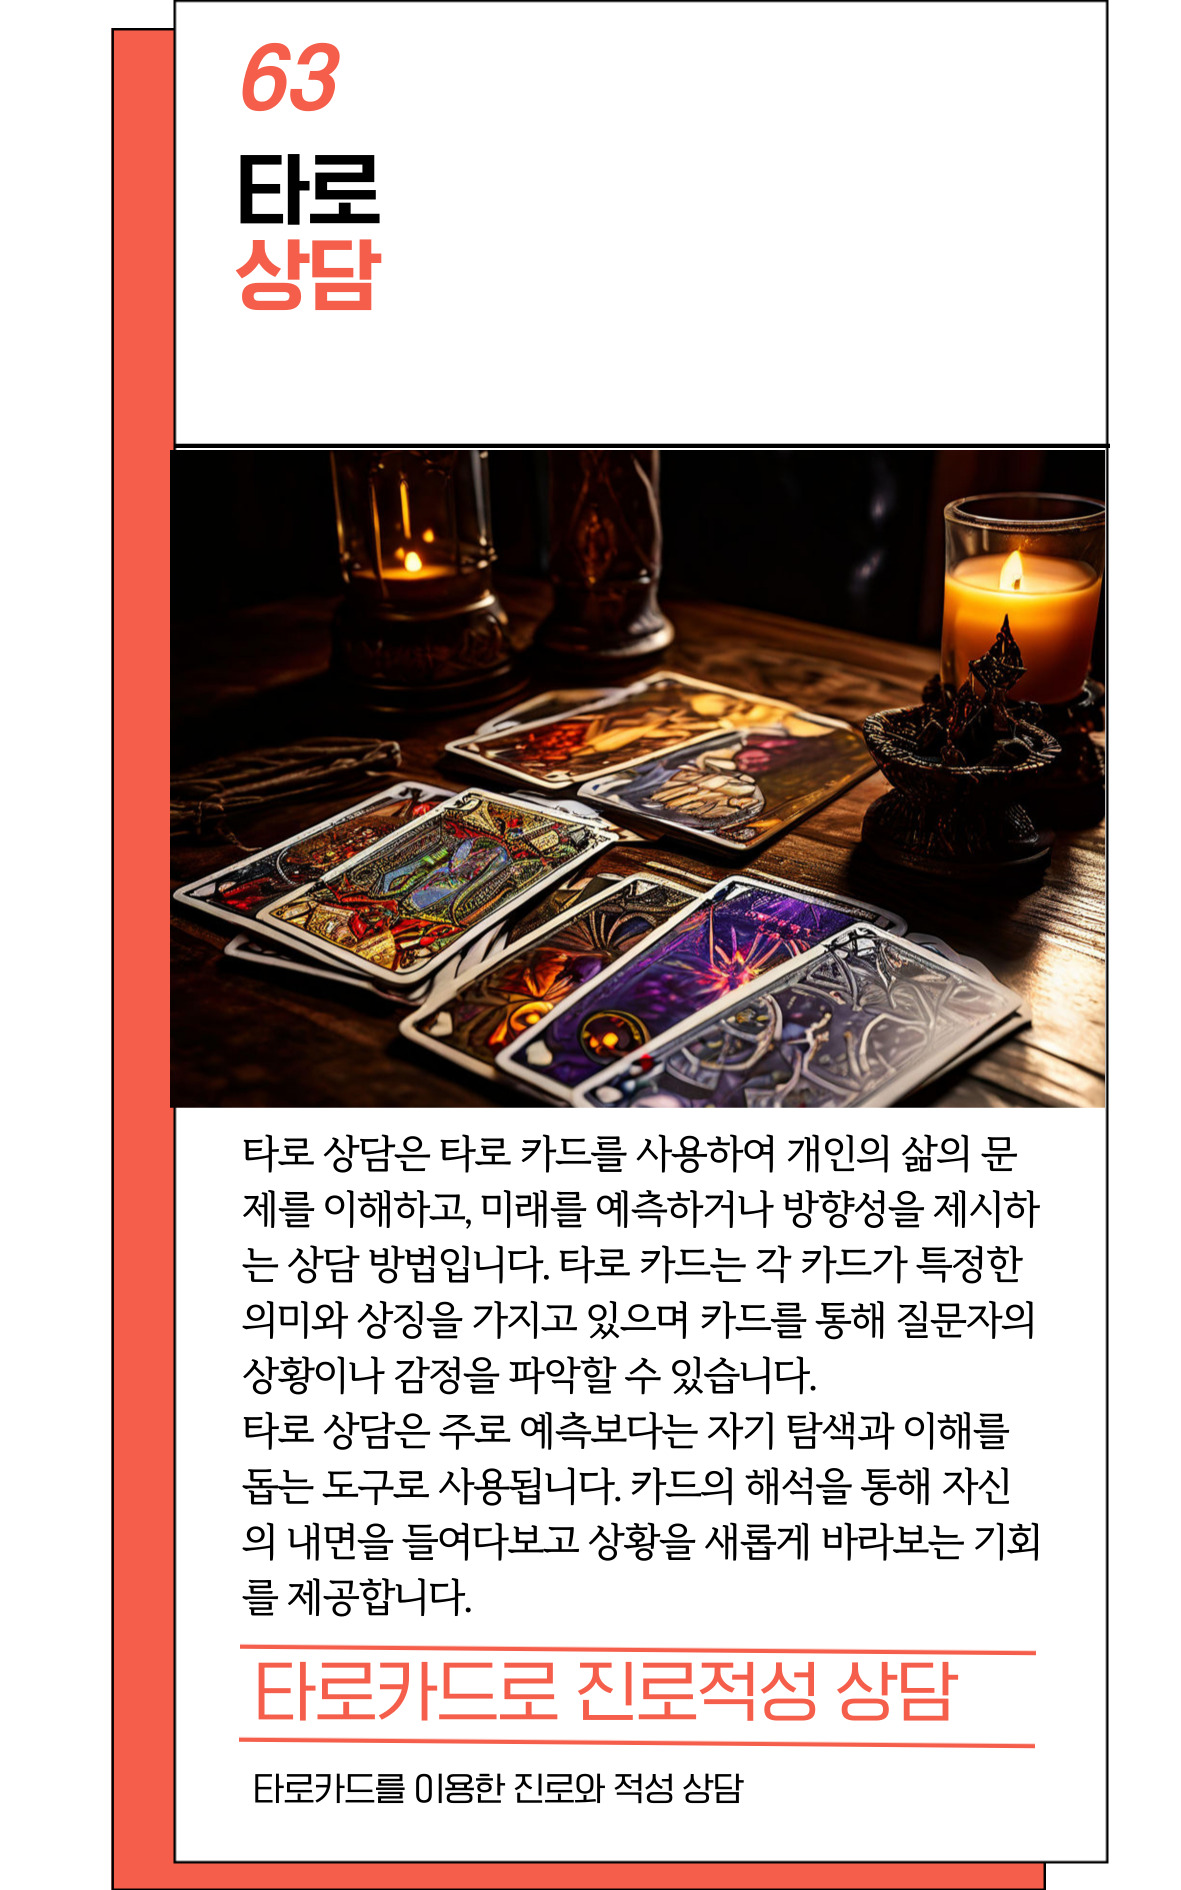 63
타로
상담
타로 상담은 타로 카드를 사용하여 개인의 삶의 문
제를 이해하고, 미래를 예측하거나 방향성을 제시하
는 상담 방법입니다. 타로 카드는 각 카드가 특정한
의미와 상징을 가지고 있으며 카드를 통해 질문자의
상황이나 감정을 파악할 수 있습니다.
타로 상담은 주로 예측보다는 자기 탐색과 이해를
돕는 도구로 사용됩니다. 카드의 해석을 통해 자신
의 내면을 들여다보고 상황을 새롭게 바라보는 기회
를 제공합니다.
타로카드로 진로적성 상담
타로카드를 이용한 진로와 적성 상담